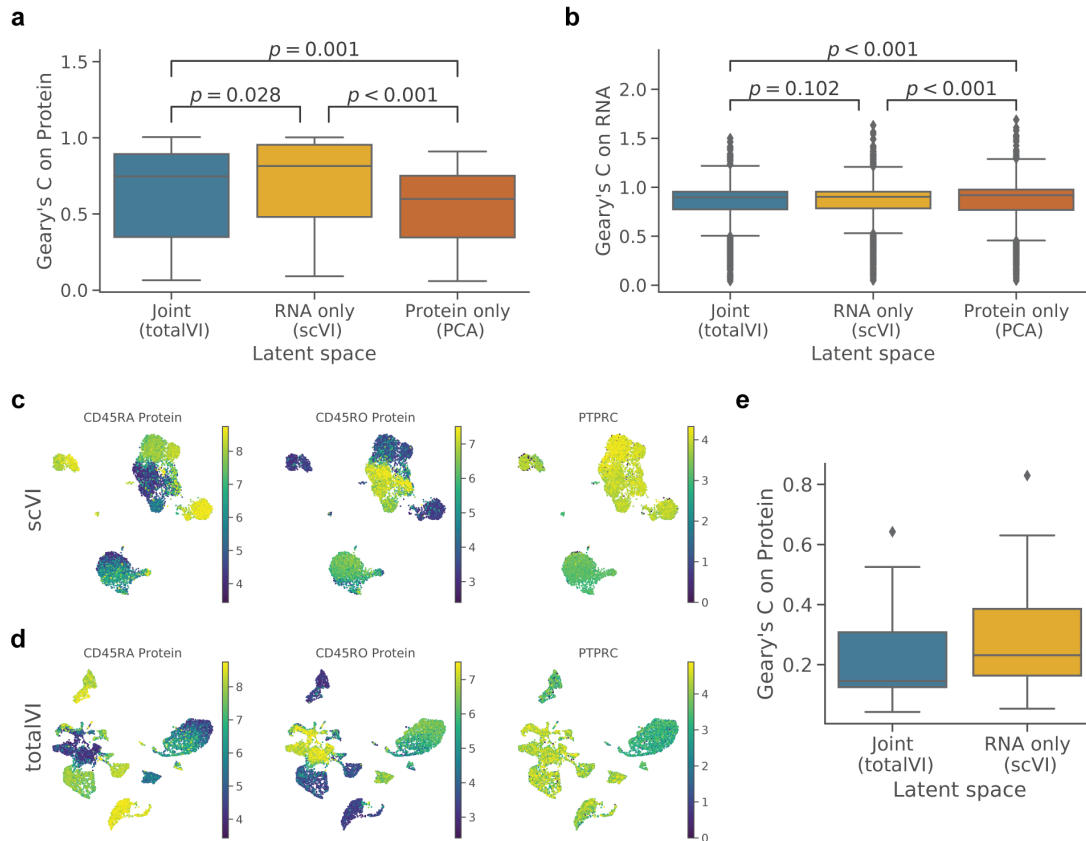 a
p = 0.001
p = 0.028
p < 0.001
1.5
1.0
0.5
0.0
Geary's C on Protein
Joint
(totalVI)
RNA only
(scVI)
Protein only
(PCA)
Latent space
b
p < 0.001
p = 0.102
p < 0.001
2.0
1.5
1.0
0.5
0.0
Geary's C on RNA
Joint
(totalVI)
RNA only
(scVI)
Protein only
(PCA)
Latent space
c
scVI
CD45RA Protein
8
7
6
5
4
CD45RO Protein
7
6
5
4
3
PTPRC
4
3
2
1
0
d
totalVI
CD45RA Protein
8
7
6
5
4
CD45RO Protein
7
6
5
4
3
PTPRC
4
3
2
1
0
e
0.8
0.6
0.4
0.2
Geary's C on Protein
Joint
(totalVI)
RNA only
(scVI)
Latent space